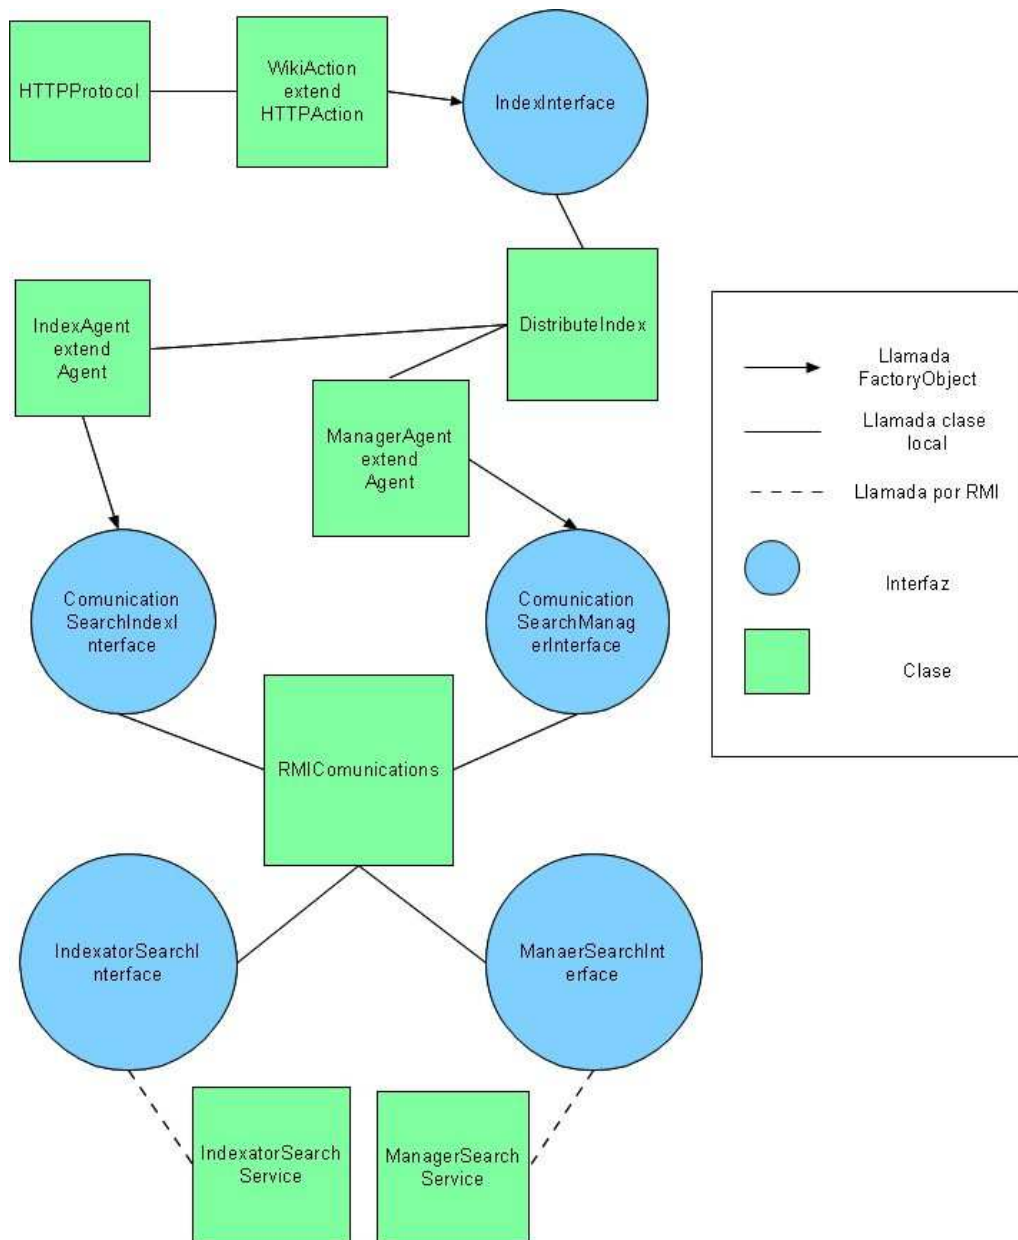 HTTPProtocol
WikiAction
extend
HTTPAction
IndexInterface
IndexAgent
extend
Agent
DistributeIndex
ManagerAgent
extend
Agent
Comunication
SearchIndexI
nterface
Comunication
SearchManag
erInterface
RMIComunications
IndexatorSearchI
nterface
ManaerSearchInt
erface
IndexatorSearch
Service
ManagerSearch
Service
Llamada
FactoryObject
Llamada clase
local
Llamada por RMI
Interfaz
Clase